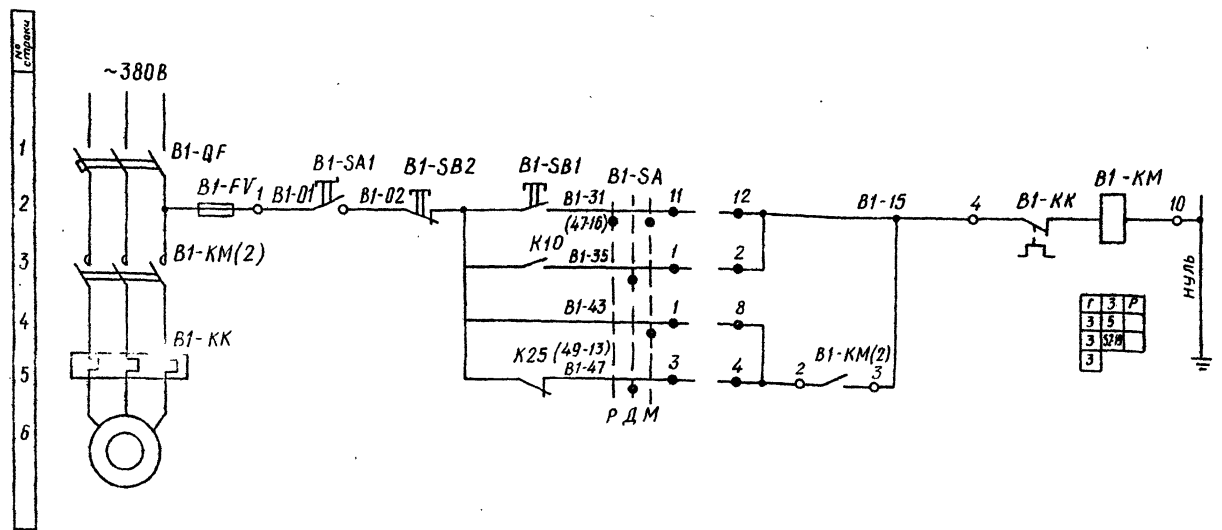 № строки
~380В
1
2
3
4
5
6
В1-QF
В1-FV
1
В1-01
В1-SA1
В1-02
В1-SB2
В1-SB1
В1-31
(47-16)
В1-SA
11
12
В1-15
4
В1-КК
В1-КМ
10
К10
В1-35
1
2
В1-КМ(2)
В1-43
1
8
В1-КК
К25
(49-13)
В1-47
3
4
2
В1-КМ(2)
3
Р Д М
НУЛЬ
Г З Р
3 5
3
3